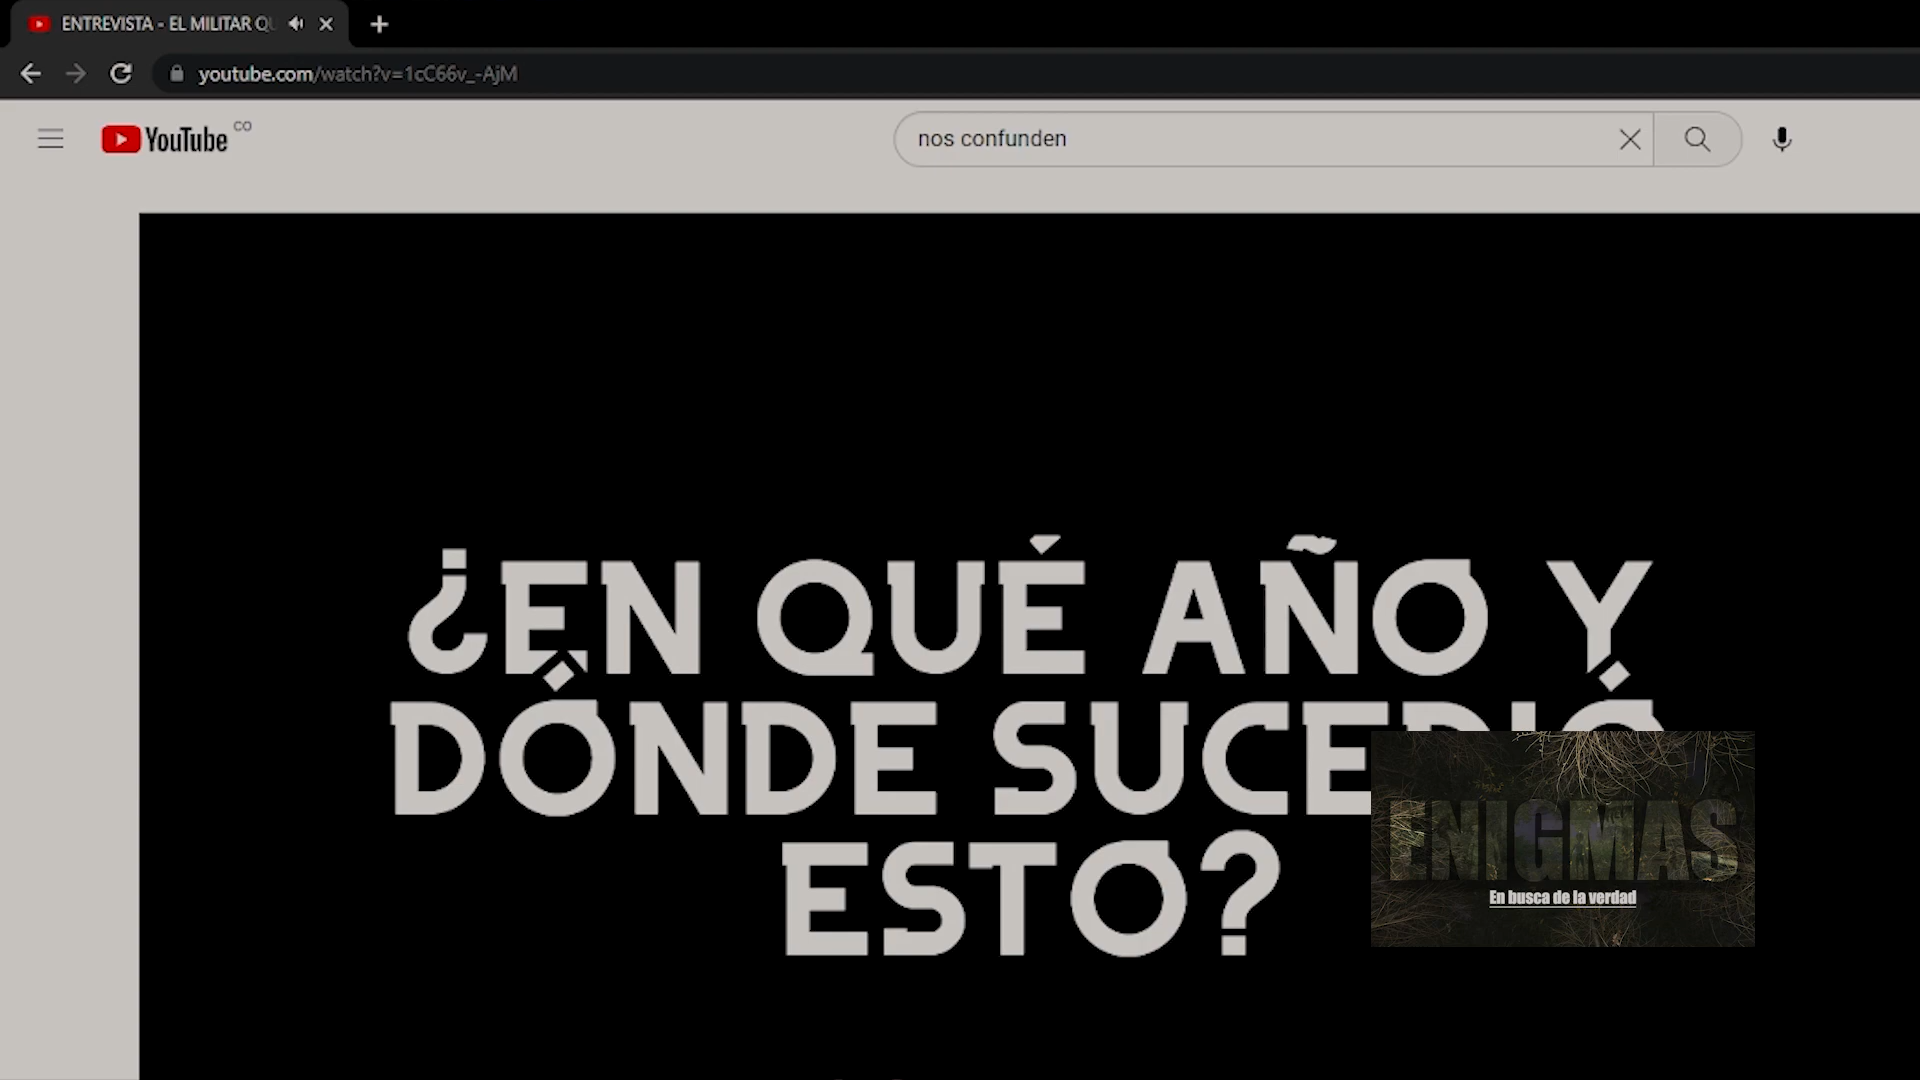 ENTREVISTA - EL MILITAR QU
youtube.com/watch?v=1cC66v_-AjM
YouTube CO
nos confunden
¿EN QUÉ AÑO Y
DÓNDE SUCEDIÓ
ESTO?
ENIGMAS
En busca de la verdad